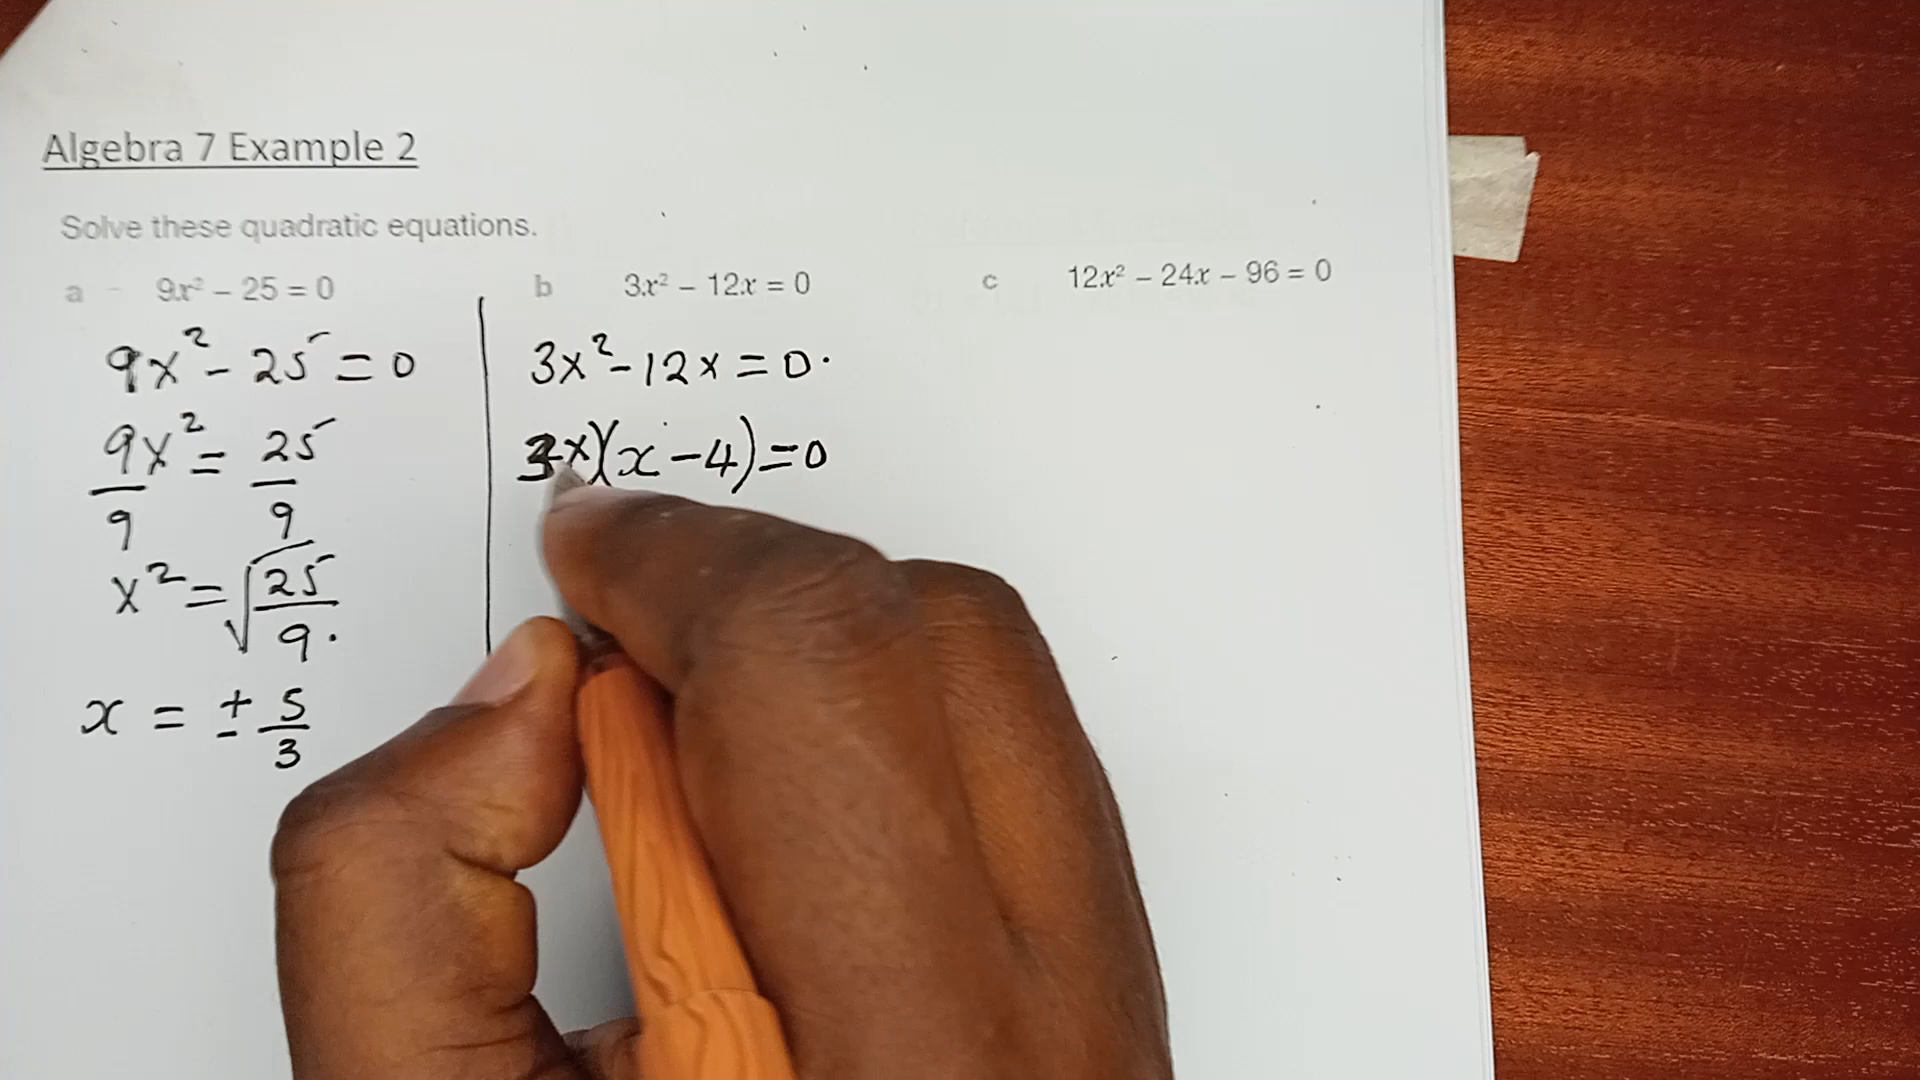 Algebra 7 Example 2
Solve these quadratic equations.
a 9x² – 25 = 0
9x² - 25 = 0
9x²/9 = 25/9
x² = √25/9.
x = ± 5/3
b 3x² – 12x = 0
3x² - 12x = 0.
3x)(x - 4) = 0
c 12x² – 24x – 96 = 0